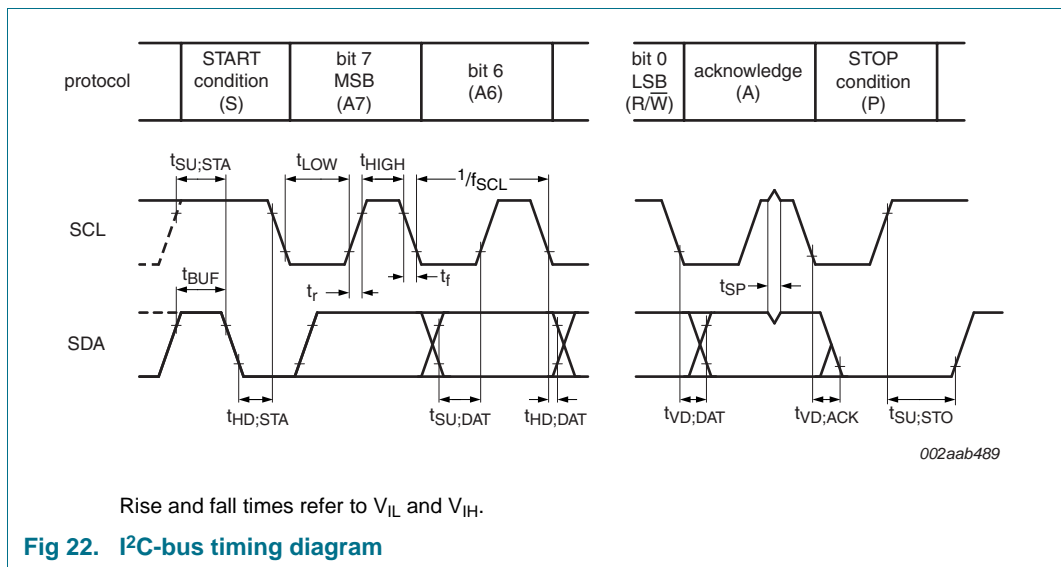 protocol
START
condition
(S)
bit 7
MSB
(A7)
bit 6
(A6)
bit 0
LSB
(R/W̅)
acknowledge
(A)
STOP
condition
(P)
tSU;STA
tLOW
tHIGH
1/fSCL
SCL
tBUF
tr
tf
tSP
SDA
tHD;STA
tSU;DAT
tHD;DAT
tVD;DAT
tVD;ACK
tSU;STO
002aab489
Rise and fall times refer to VIL and VIH.
Fig 22. I²C-bus timing diagram